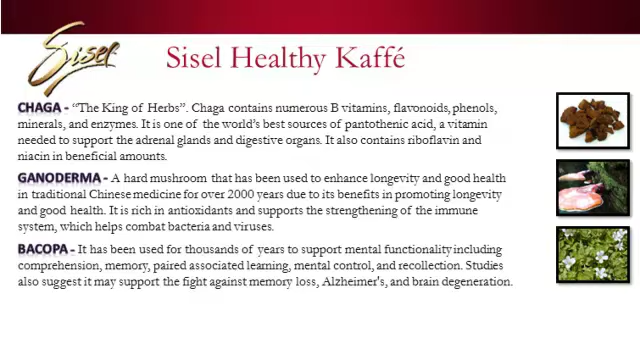 Sisel
Sisel Healthy Kaffé
CHAGA - “The King of Herbs”. Chaga contains numerous B vitamins, flavonoids, phenols,
minerals, and enzymes. It is one of the world’s best sources of pantothenic acid, a vitamin
needed to support the adrenal glands and digestive organs. It also contains riboflavin and
niacin in beneficial amounts.
GANODERMA - A hard mushroom that has been used to enhance longevity and good health
in traditional Chinese medicine for over 2000 years due to its benefits in promoting longevity
and good health. It is rich in antioxidants and supports the strengthening of the immune
system, which helps combat bacteria and viruses.
BACOPA - It has been used for thousands of years to support mental functionality including
comprehension, memory, paired associated learning, mental control, and recollection. Studies
also suggest it may support the fight against memory loss, Alzheimer's, and brain degeneration.